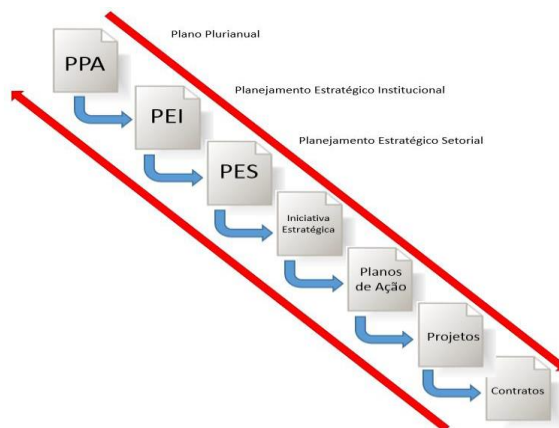 Plano Plurianual
PPA
Planejamento Estratégico Institucional
PEI
Planejamento Estratégico Setorial
PES
Iniciativa
Estratégica
Planos
de Ação
Projetos
Contratos